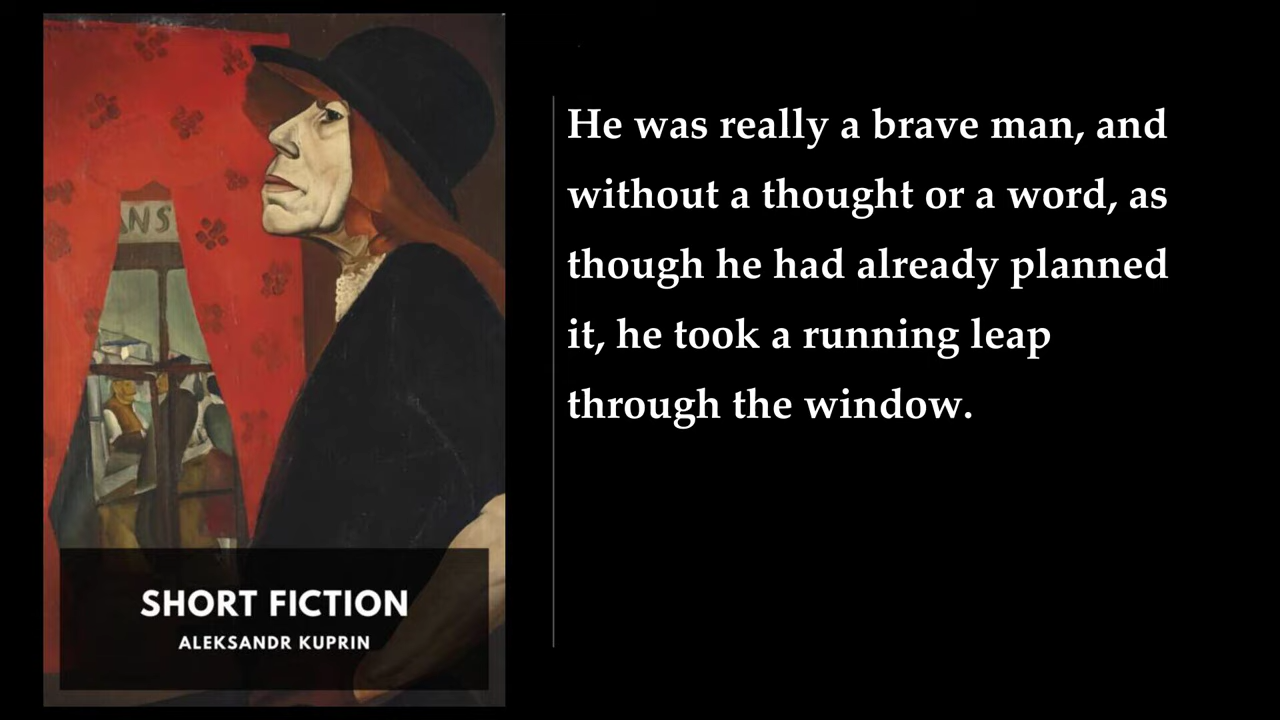 ANS
SHORT FICTION
ALEKSANDR KUPRIN
He was really a brave man, and
without a thought or a word, as
though he had already planned
it, he took a running leap
through the window.